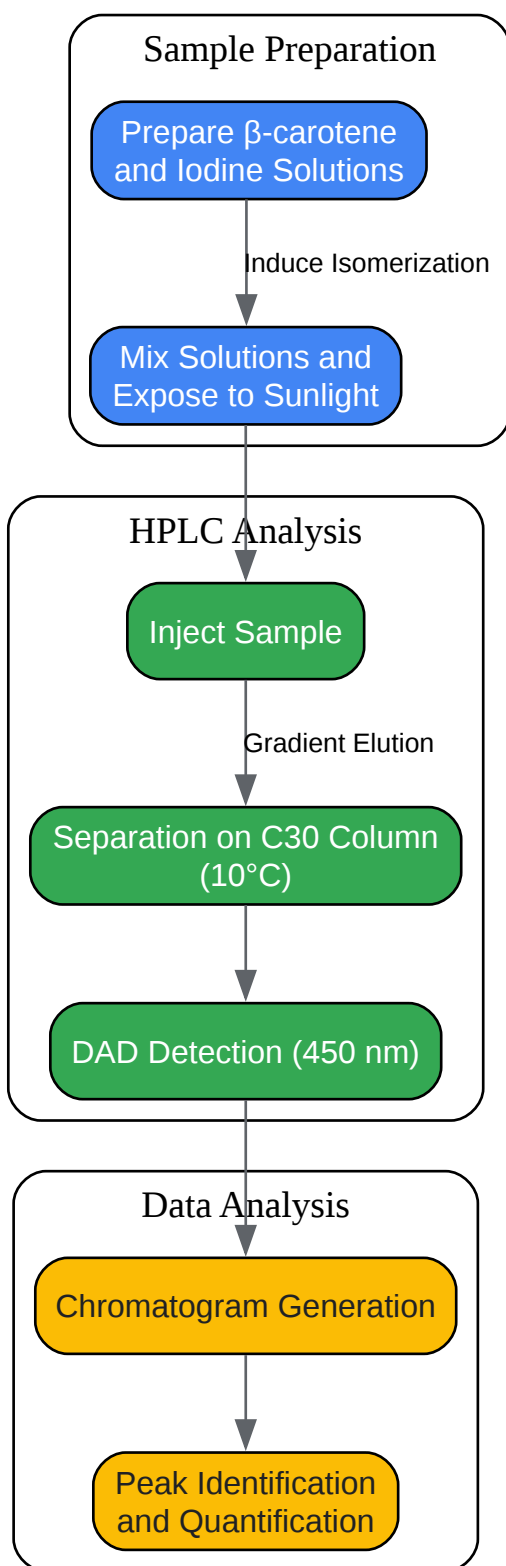 Sample Preparation
Prepare β-carotene
and Iodine Solutions
Induce Isomerization
Mix Solutions and
Expose to Sunlight
HPLC Analysis
Inject Sample
Gradient Elution
Separation on C30 Column
(10°C)
DAD Detection (450 nm)
Data Analysis
Chromatogram Generation
Peak Identification
and Quantification